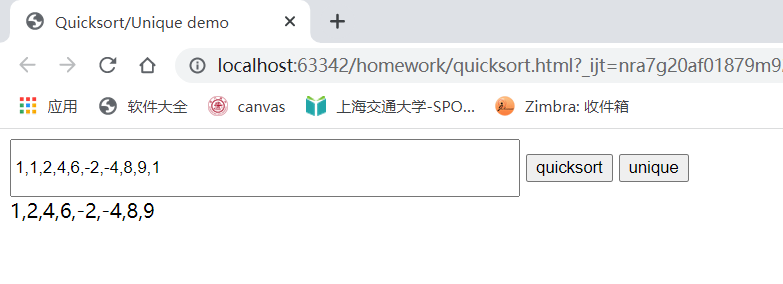 Quicksort/Unique demo
localhost:63342/homework/quicksort.html?_ijt=nra7g20af01879m9
应用 软件大全 canvas 上海交通大学-SPO... Zimbra: 收件箱
1,1,2,4,6,-2,-4,8,9,1 quicksort unique
1,2,4,6,-2,-4,8,9